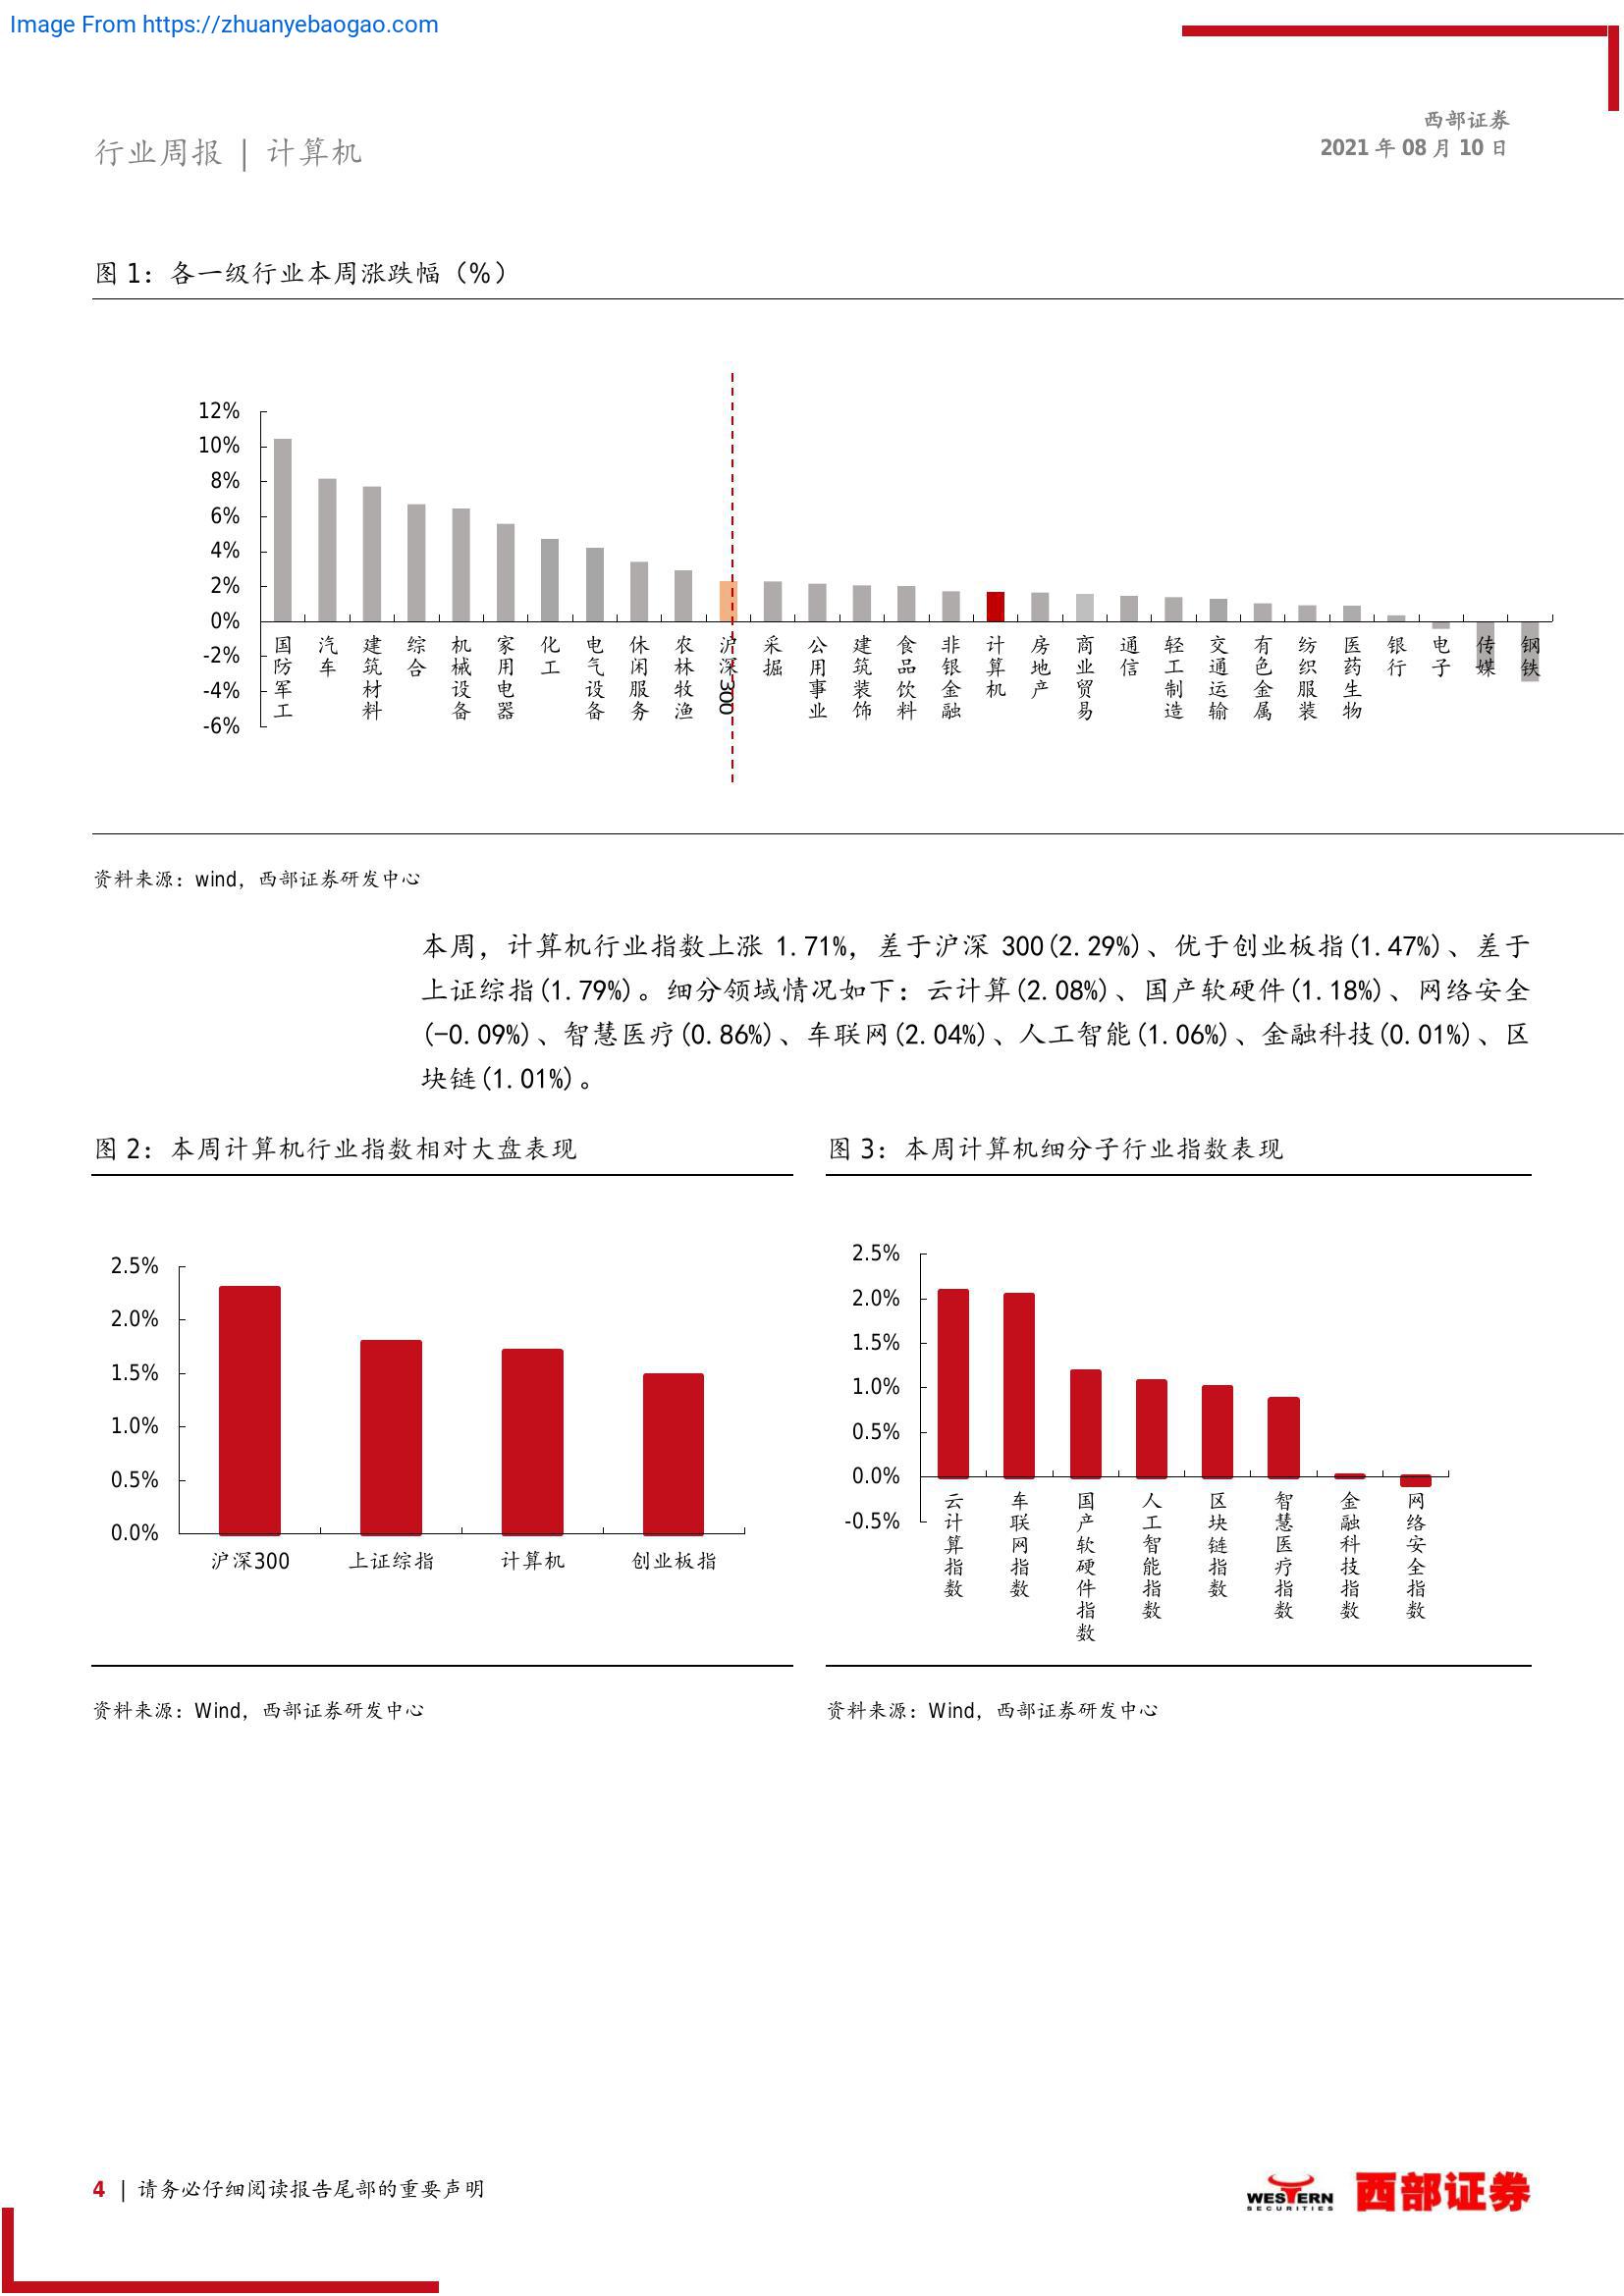 Image From https://zhuanyebaogao.com
西部证券
2021 年 08 月 10 日
行业周报 | 计算机
图 1：各一级行业本周涨跌幅（%）
12%
10%
8%
6%
4%
2%
0%
-2%
-4%
-6%
国防军工
汽车
建筑材料
综合
机械设备
家用电器
化工
电气设备
休闲服务
农林牧渔
沪深300
采掘
公用事业
建筑装饰
食品饮料
非银金融
计算机
房地产
商业贸易
通信
轻工制造
交通运输
有色金属
纺织服装
医药生物
银行
电子
传媒
钢铁
资料来源：wind，西部证券研发中心
本周，计算机行业指数上涨 1.71%，差于沪深 300(2.29%)、优于创业板指(1.47%)、差于
上证综指(1.79%)。细分领域情况如下：云计算(2.08%)、国产软硬件(1.18%)、网络安全
(-0.09%)、智慧医疗(0.86%)、车联网(2.04%)、人工智能(1.06%)、金融科技(0.01%)、区
块链(1.01%)。
图 2：本周计算机行业指数相对大盘表现
2.5%
2.0%
1.5%
1.0%
0.5%
0.0%
沪深300
上证综指
计算机
创业板指
资料来源：Wind，西部证券研发中心
图 3：本周计算机细分子行业指数表现
2.5%
2.0%
1.5%
1.0%
0.5%
0.0%
-0.5%
云计算指数
车联网指数
国产软硬件指数
人工智能指数
区块链指数
智慧医疗指数
金融科技指数
网络安全指数
资料来源：Wind，西部证券研发中心
4 | 请务必仔细阅读报告尾部的重要声明
WESTERN
SECURITIES
西部证券